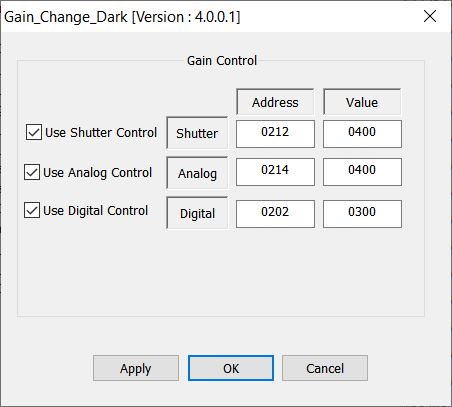 Gain_Change_Dark [Version : 4.0.0.1]
Gain Control
Address Value
Use Shutter Control Shutter 0212 0400
Use Analog Control Analog 0214 0400
Use Digital Control Digital 0202 0300
Apply OK Cancel